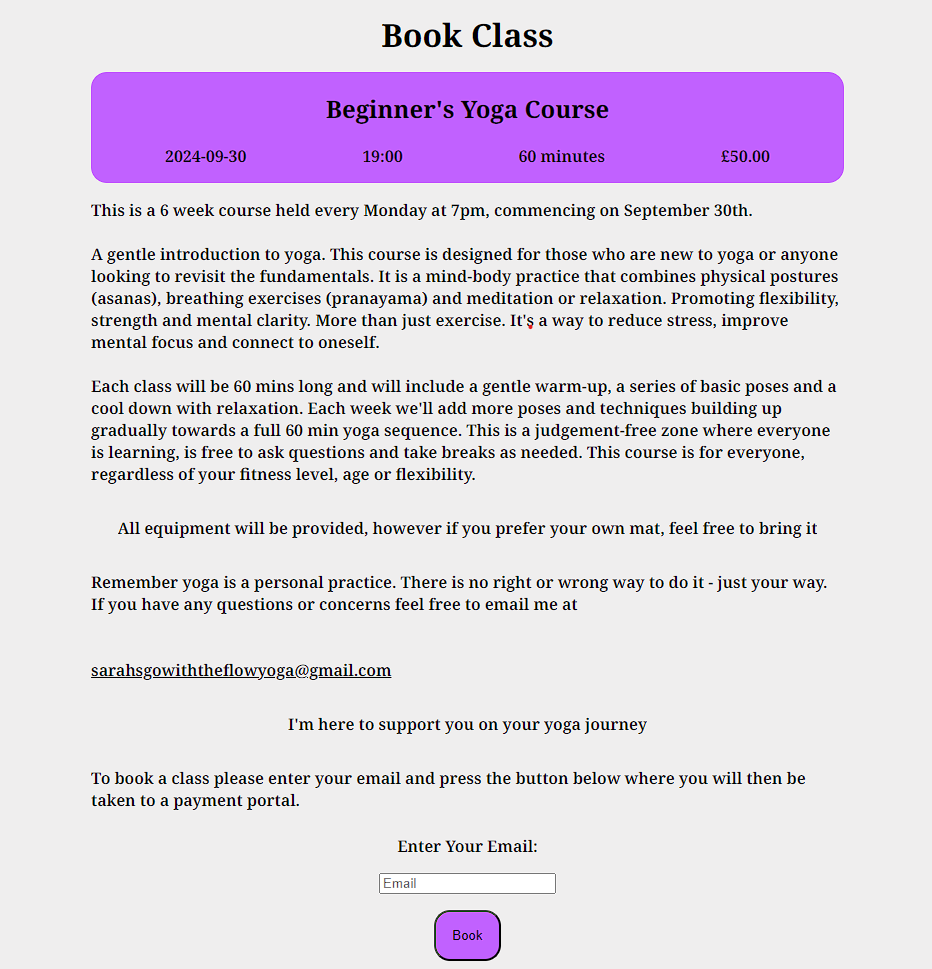 Book Class
Beginner's Yoga Course
2024-09-30 19:00 60 minutes £50.00
This is a 6 week course held every Monday at 7pm, commencing on September 30th.
A gentle introduction to yoga. This course is designed for those who are new to yoga or anyone
looking to revisit the fundamentals. It is a mind-body practice that combines physical postures
(asanas), breathing exercises (pranayama) and meditation or relaxation. Promoting flexibility,
strength and mental clarity. More than just exercise. It's a way to reduce stress, improve
mental focus and connect to oneself.
Each class will be 60 mins long and will include a gentle warm-up, a series of basic poses and a
cool down with relaxation. Each week we'll add more poses and techniques building up
gradually towards a full 60 min yoga sequence. This is a judgement-free zone where everyone
is learning, is free to ask questions and take breaks as needed. This course is for everyone,
regardless of your fitness level, age or flexibility.
All equipment will be provided, however if you prefer your own mat, feel free to bring it
Remember yoga is a personal practice. There is no right or wrong way to do it - just your way.
If you have any questions or concerns feel free to email me at
sarahsgowiththeflowyoga@gmail.com
I'm here to support you on your yoga journey
To book a class please enter your email and press the button below where you will then be
taken to a payment portal.
Enter Your Email:
Email
Book